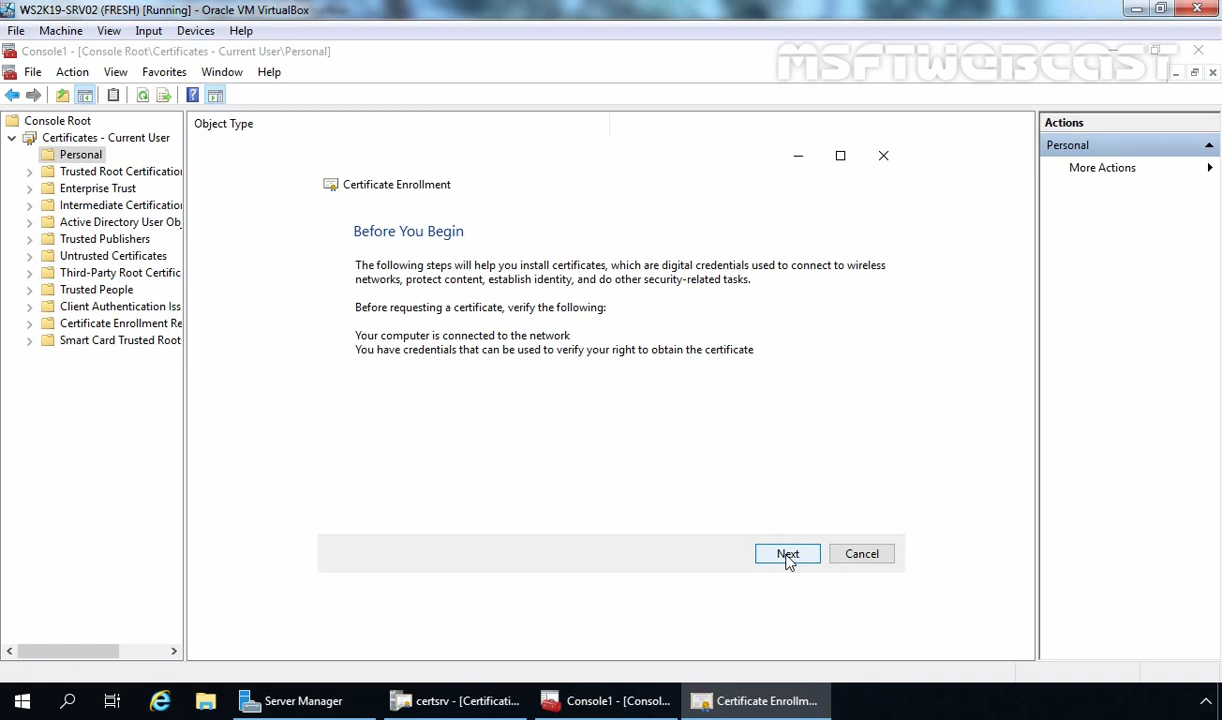 WS2K19-SRV02 (FRESH) [Running] - Oracle VM VirtualBox
File Machine View Input Devices Help
Console1 - [Console Root\Certificates - Current User\Personal]
MSFTWEBCAST
File Action View Favorites Window Help
Console Root
Certificates - Current User
Personal
Trusted Root Certification
Enterprise Trust
Intermediate Certification
Active Directory User Obj
Trusted Publishers
Untrusted Certificates
Third-Party Root Certific
Trusted People
Client Authentication Iss
Certificate Enrollment Re
Smart Card Trusted Root
Object Type
Certificate Enrollment
Before You Begin
The following steps will help you install certificates, which are digital credentials used to connect to wireless
networks, protect content, establish identity, and do other security-related tasks.
Before requesting a certificate, verify the following:
Your computer is connected to the network
You have credentials that can be used to verify your right to obtain the certificate
Next Cancel
Actions
Personal
More Actions
Server Manager
certsrv - [Certificati...
Console1 - [Consol...
Certificate Enrollm...